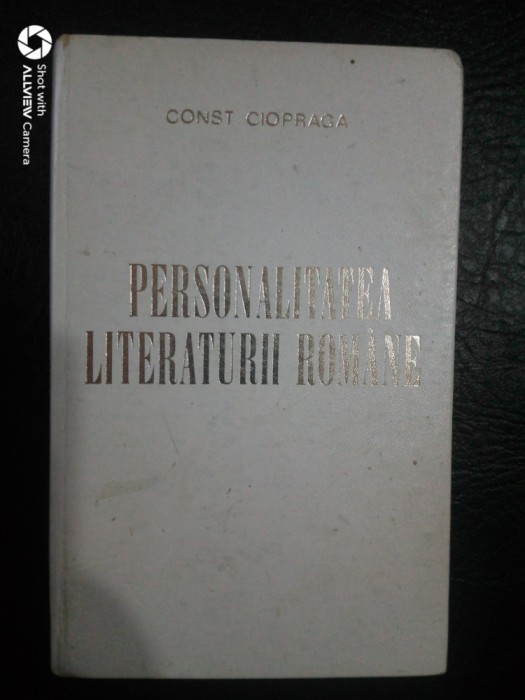 CONST CIOPRAGA
PERSONALITATEA
LITERATURII ROMÂNE
Shot with
ALLVIEW Camera